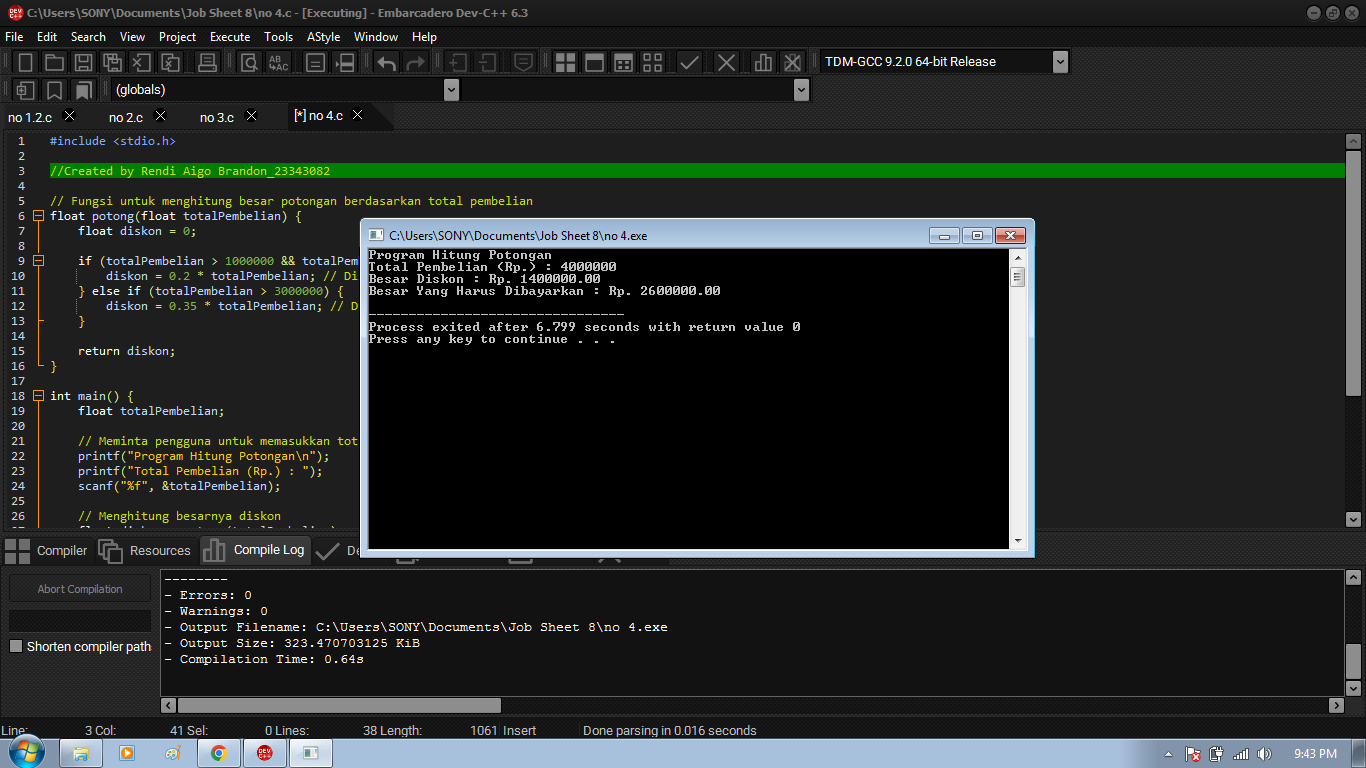 C:\Users\SONY\Documents\Job Sheet 8\no 4.c - [Executing] - Embarcadero Dev-C++ 6.3
File Edit Search View Project Execute Tools AStyle Window Help
TDM-GCC 9.2.0 64-bit Release
(globals)
no 1.2.c no 2.c no 3.c [*] no 4.c
1 #include <stdio.h>
2
3 //Created by Rendi Aigo Brandon_23343082
4
5 // Fungsi untuk menghitung besar potongan berdasarkan total pembelian
6 float potong(float totalPembelian) {
7 float diskon = 0;
8
9 if (totalPembelian > 1000000 && totalPem
10 diskon = 0.2 * totalPembelian; // Di
11 } else if (totalPembelian > 3000000) {
12 diskon = 0.35 * totalPembelian; // D
13 }
14
15 return diskon;
16 }
17
18 int main() {
19 float totalPembelian;
20
21 // Meminta pengguna untuk memasukkan tot
22 printf("Program Hitung Potongan\n");
23 printf("Total Pembelian (Rp.) : ");
24 scanf("%f", &totalPembelian);
25
26 // Menghitung besarnya diskon
C:\Users\SONY\Documents\Job Sheet 8\no 4.exe
Program Hitung Potongan
Total Pembelian (Rp.) : 4000000
Besar Diskon : Rp. 1400000.00
Besar Yang Harus Dibayarkan : Rp. 2600000.00
--------------------------------
Process exited after 6.799 seconds with return value 0
Press any key to continue . . .
Compiler Resources Compile Log De
Abort Compilation
Shorten compiler path
--------
- Errors: 0
- Warnings: 0
- Output Filename: C:\Users\SONY\Documents\Job Sheet 8\no 4.exe
- Output Size: 323.470703125 KiB
- Compilation Time: 0.64s
Line: 3 Col: 41 Sel: 0 Lines: 38 Length: 1061 Insert Done parsing in 0.016 seconds
9:43 PM